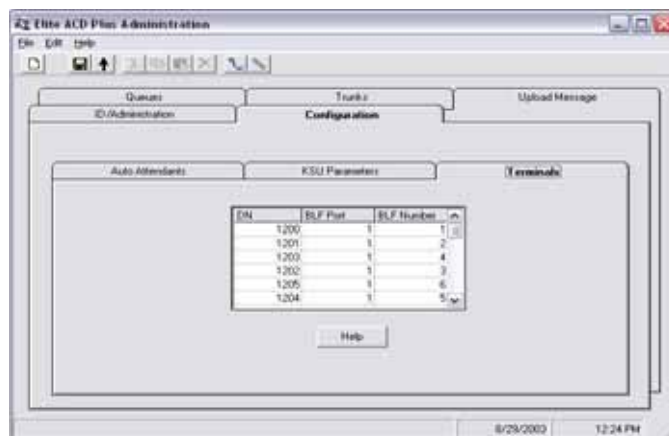 Elite ACD Plus Administration
File Edit Help
Queues Trunks Upload Message
ID/Administration Configuration
Auto Attendants KSU Parameters Terminals
DN BLF Port BLF Number
1200 1 1
1201 1 2
1203 1 4
1202 1 3
1205 1 6
1204 1 5
Help
8/29/2003 12:24 PM